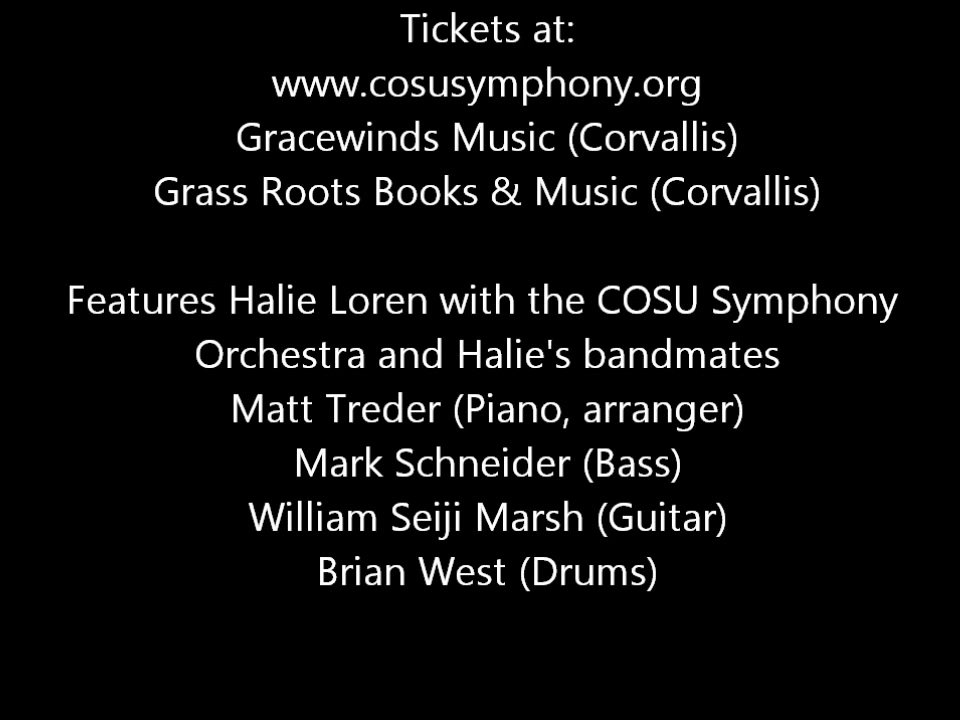 Tickets at:
www.cosusymphony.org
Gracewinds Music (Corvallis)
Grass Roots Books & Music (Corvallis)
Features Halie Loren with the COSU Symphony
Orchestra and Halie's bandmates
Matt Treder (Piano, arranger)
Mark Schneider (Bass)
William Seiji Marsh (Guitar)
Brian West (Drums)